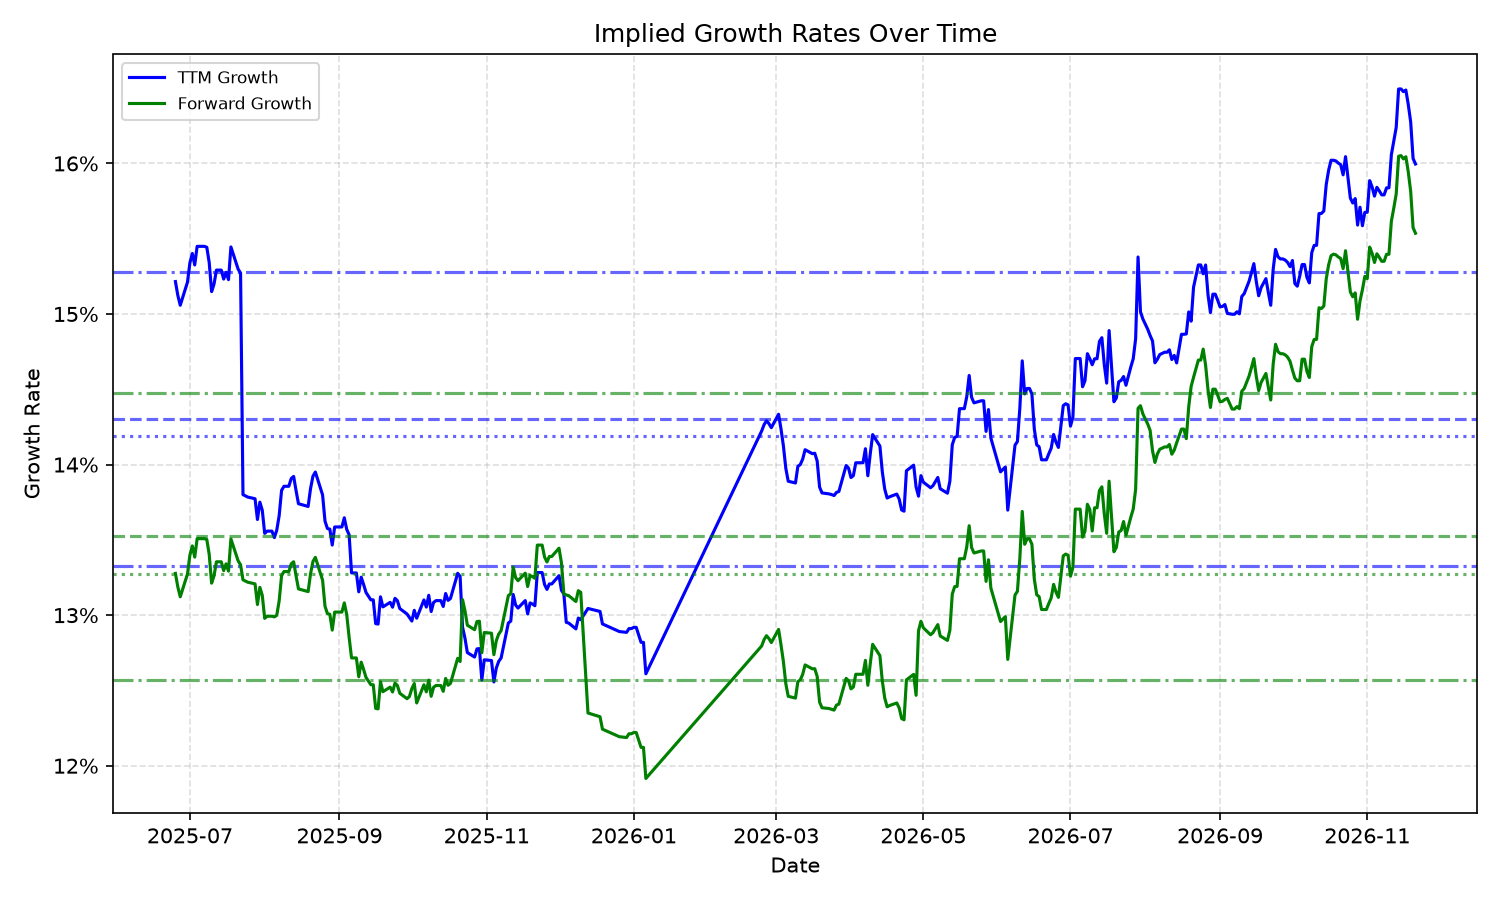 Implied Growth Rates Over Time
TTM Growth
Forward Growth
16%
15%
14%
13%
12%
Growth Rate
2025-07
2025-09
2025-11
2026-01
2026-03
2026-05
2026-07
2026-09
2026-11
Date